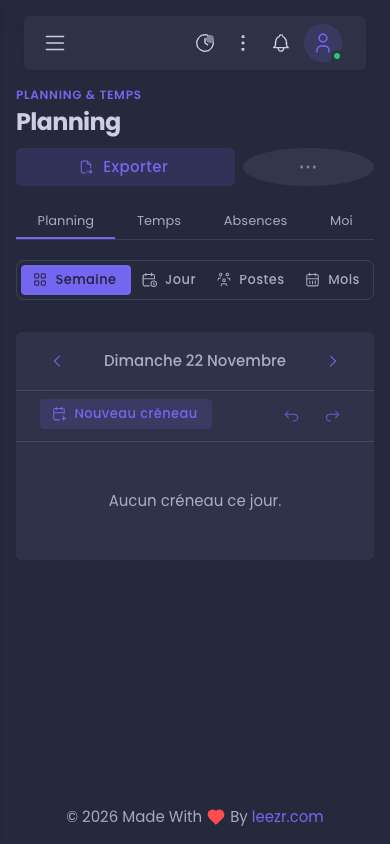 PLANNING & TEMPS
Planning
Exporter
Planning Temps Absences Moi
Semaine Jour Postes Mois
Dimanche 22 Novembre
Nouveau créneau
Aucun créneau ce jour.
© 2026 Made With By leezr.com